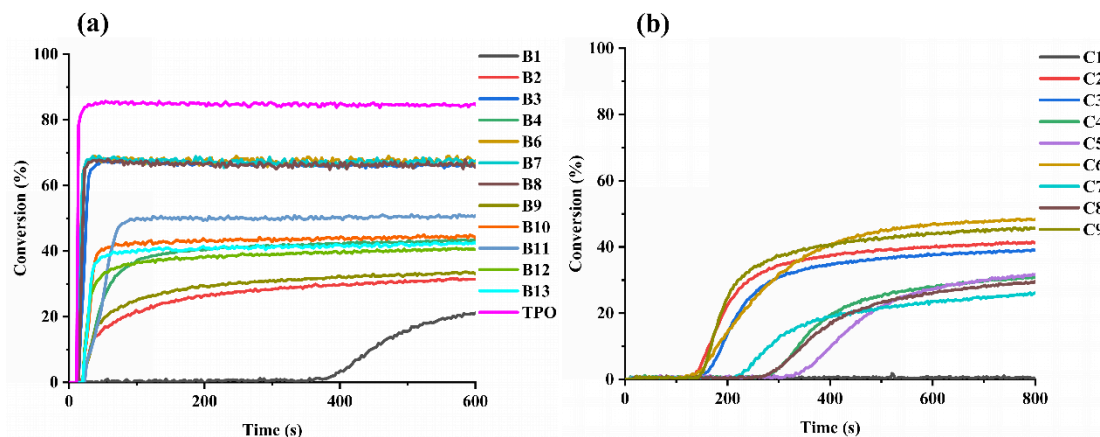 (a)
100
80
60
40
20
0
Conversion (%)
0 200 400 600
Time (s)
B1
B2
B3
B4
B6
B7
B8
B9
B10
B11
B12
B13
TPO
(b)
100
80
60
40
20
0
Conversion (%)
0 200 400 600 800
Time (s)
C1
C2
C3
C4
C5
C6
C7
C8
C9